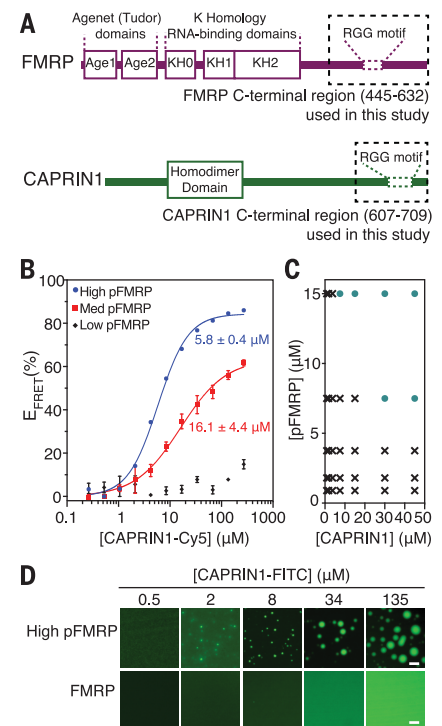 A
Agenet (Tudor) domains
K Homology RNA-binding domains
RGG motif
FMRP
Age1
Age2
KH0
KH1
KH2
FMRP C-terminal region (445-632)
used in this study
RGG motif
Homodimer
Domain
CAPRIN1
CAPRIN1 C-terminal region (607-709)
used in this study
B
100
80
60
40
20
0
EFRET(%)
High pFMRP
Med pFMRP
Low pFMRP
5.8 ± 0.4 µM
16.1 ± 4.4 µM
0.1 1 10 100 1000
[CAPRIN1-Cy5] (µM)
C
15
7.5
0
[pFMRP] (µM)
0 10 20 30 40 50
[CAPRIN1] (µM)
D
[CAPRIN1-FITC] (µM)
0.5 2 8 34 135
High pFMRP
FMRP